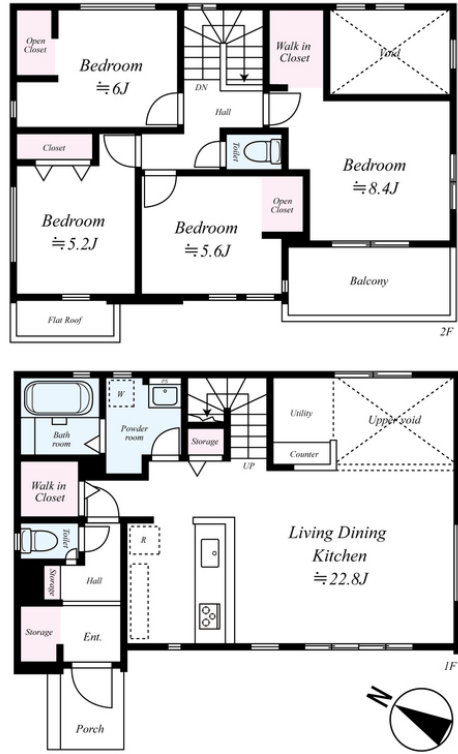 Open
Closet
Bedroom
≒6J
DN
Hall
Walk in
Closet
Void
Closet
Toilet
Bedroom
≒8.4J
Bedroom
≒5.2J
Bedroom
≒5.6J
Open
Closet
Balcony
Flat Roof
2F
Bath
room
W
PS
Powder
room
Storage
UP
Utility
Counter
Upper void
Walk in
Closet
Toilet
R
Living Dining
Kitchen
≒22.8J
Storage
Hall
Storage
Ent.
1F
Porch
N